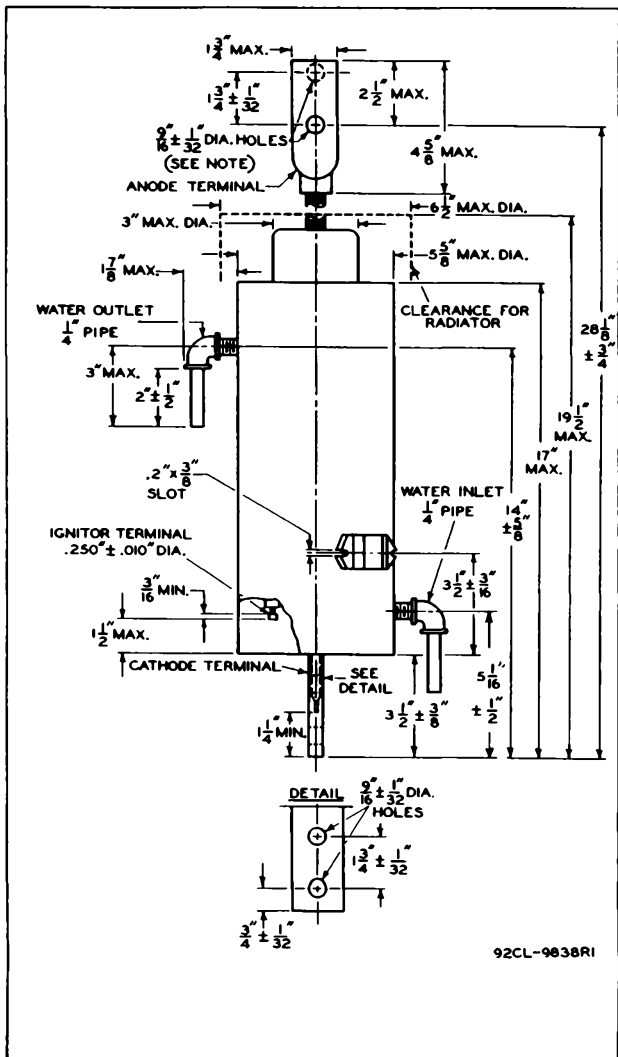 1 3/4" MAX.
1 3/4" ± 1/32
2 1/2" MAX.
9/16" ± 1/32" DIA. HOLES
(SEE NOTE)
4 5/8" MAX.
ANODE TERMINAL
6 1/2" MAX. DIA.
3" MAX. DIA.
5 5/8" MAX. DIA.
1 7/8" MAX.
WATER OUTLET
1/4" PIPE
CLEARANCE FOR
RADIATOR
28 1/8"
± 3/4"
3" MAX.
2" ± 1/2"
19 1/2"
MAX.
17"
MAX.
.2" x 3/8"
SLOT
WATER INLET
1/4" PIPE
14"
± 5/8"
IGNITOR TERMINAL
.250" ± .010" DIA.
3/16" MIN.
3 1/2" ± 3/16"
1 1/2" MAX.
CATHODE TERMINAL
SEE
DETAIL
5 1/16"
± 1/2"
3 1/2" ± 3/8"
1 1/4" MIN.
DETAIL
9/16" ± 1/32" DIA.
HOLES
1 3/4" ± 1/32"
3/4" ± 1/32"
92CL-9838R1